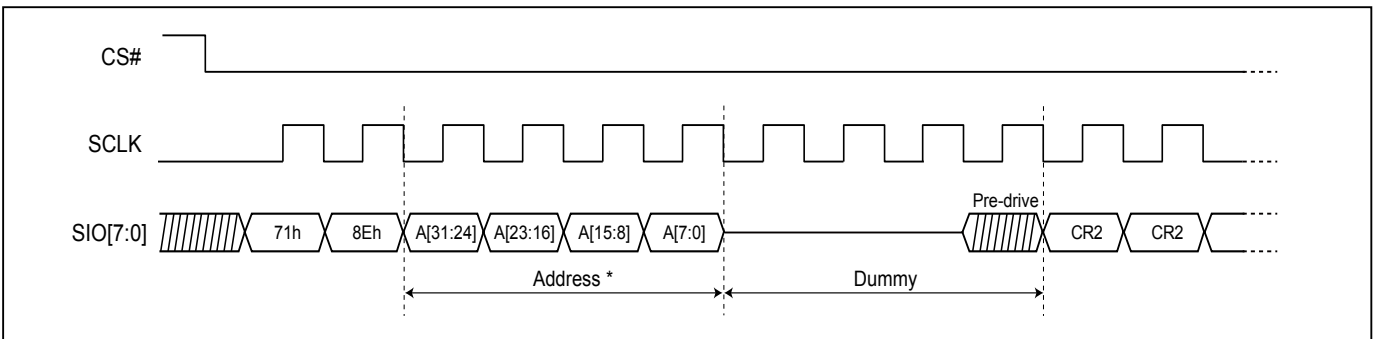 CS#
SCLK
Pre-drive
SIO[7:0] 71h 8Eh A[31:24] A[23:16] A[15:8] A[7:0] CR2 CR2
Address * Dummy